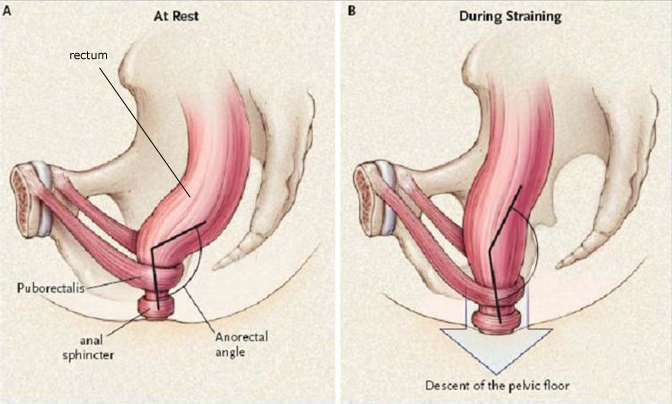 A
At Rest
rectum
Puborectalis
anal
sphincter
Anorectal
angle
B
During Straining
Descent of the pelvic floor